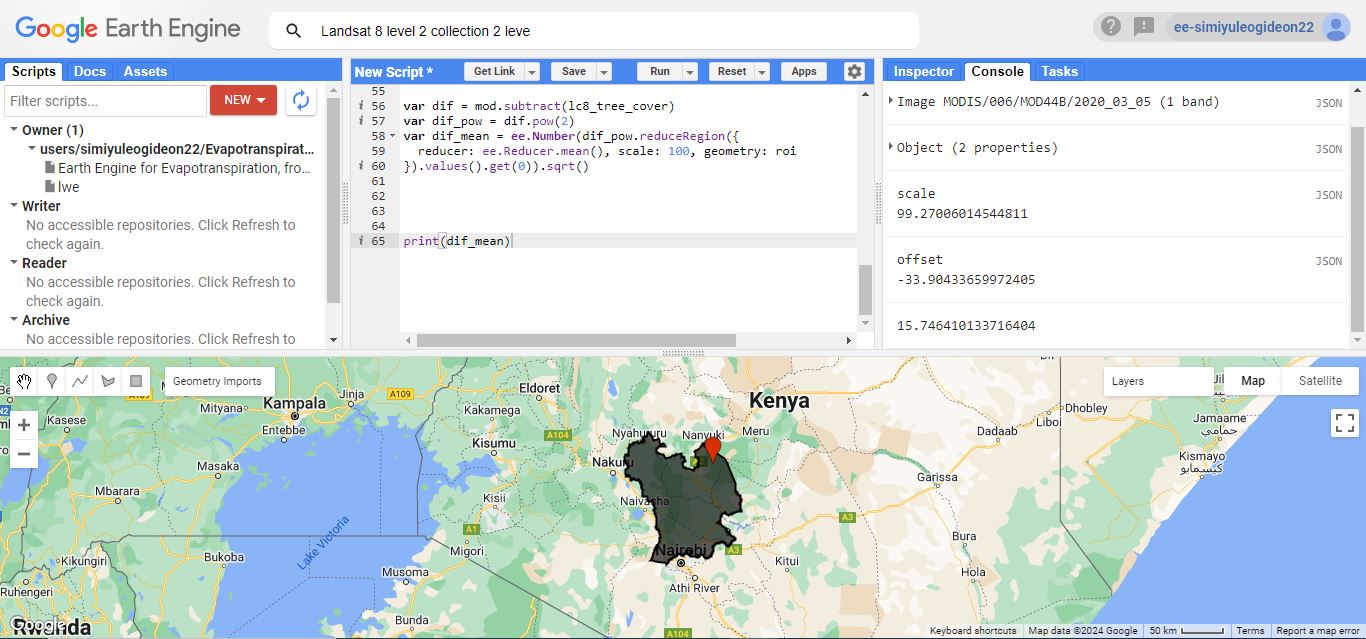 Google Earth Engine
Landsat 8 level 2 collection 2 leve
ee-simiyuleogideon22
Scripts Docs Assets
Filter scripts...
NEW
Owner (1)
users/simiyuleogideon22/Evapotranspirat...
Earth Engine for Evapotranspiration, fro...
lwe
Writer
No accessible repositories. Click Refresh to
check again.
Reader
No accessible repositories. Click Refresh to
check again.
Archive
No accessible repositories. Click Refresh to
New Script *
Get Link
Save
Run
Reset
Apps
55
i 56 var dif = mod.subtract(lc8_tree_cover)
i 57 var dif_pow = dif.pow(2)
58 var dif_mean = ee.Number(dif_pow.reduceRegion({
59 reducer: ee.Reducer.mean(), scale: 100, geometry: roi
i 60 }).values().get(0)).sqrt()
61
62
63
64
i 65 print(dif_mean)
Inspector Console Tasks
Image MODIS/006/MOD44B/2020_03_05 (1 band) JSON
Object (2 properties) JSON
scale JSON
99.27006014544811
offset JSON
-33.90433659972405
15.746410133716404
Geometry Imports
Layers
Map
Satellite
Kasese
Mityana
Kampala
Entebbe
Jinja
A109
Eldoret
Kakamega
Kisumu
A104
Nyahururu
Nanyuki
Meru
Kenya
Dadaab
Liboi
Dhobley
Jamaame
جمامي
Kismayo
كيسمايو
Masaka
Mbarara
Nakuru
Naivasha
Kisii
A1
Migori
Garissa
A3
Bura
Hola
Lake Victoria
Bukoba
Kikungiri
Ruhengeri
Musoma
Bunda
Nairobi
A3
Kitui
Athi River
A104
Rwanda
Google
Keyboard shortcuts
Map data ©2024 Google
50 km
Terms
Report a map error